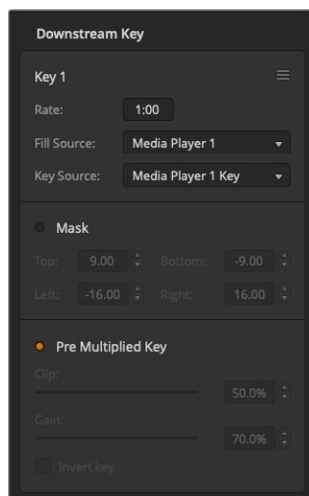 Downstream Key
Key 1
Rate: 1:00
Fill Source: Media Player 1
Key Source: Media Player 1 Key
Mask
Top: 9.00 Bottom: -9.00
Left: -16.00 Right: 16.00
Pre Multiplied Key
Clip:
50.0%
Gain:
70.0%
Invert key